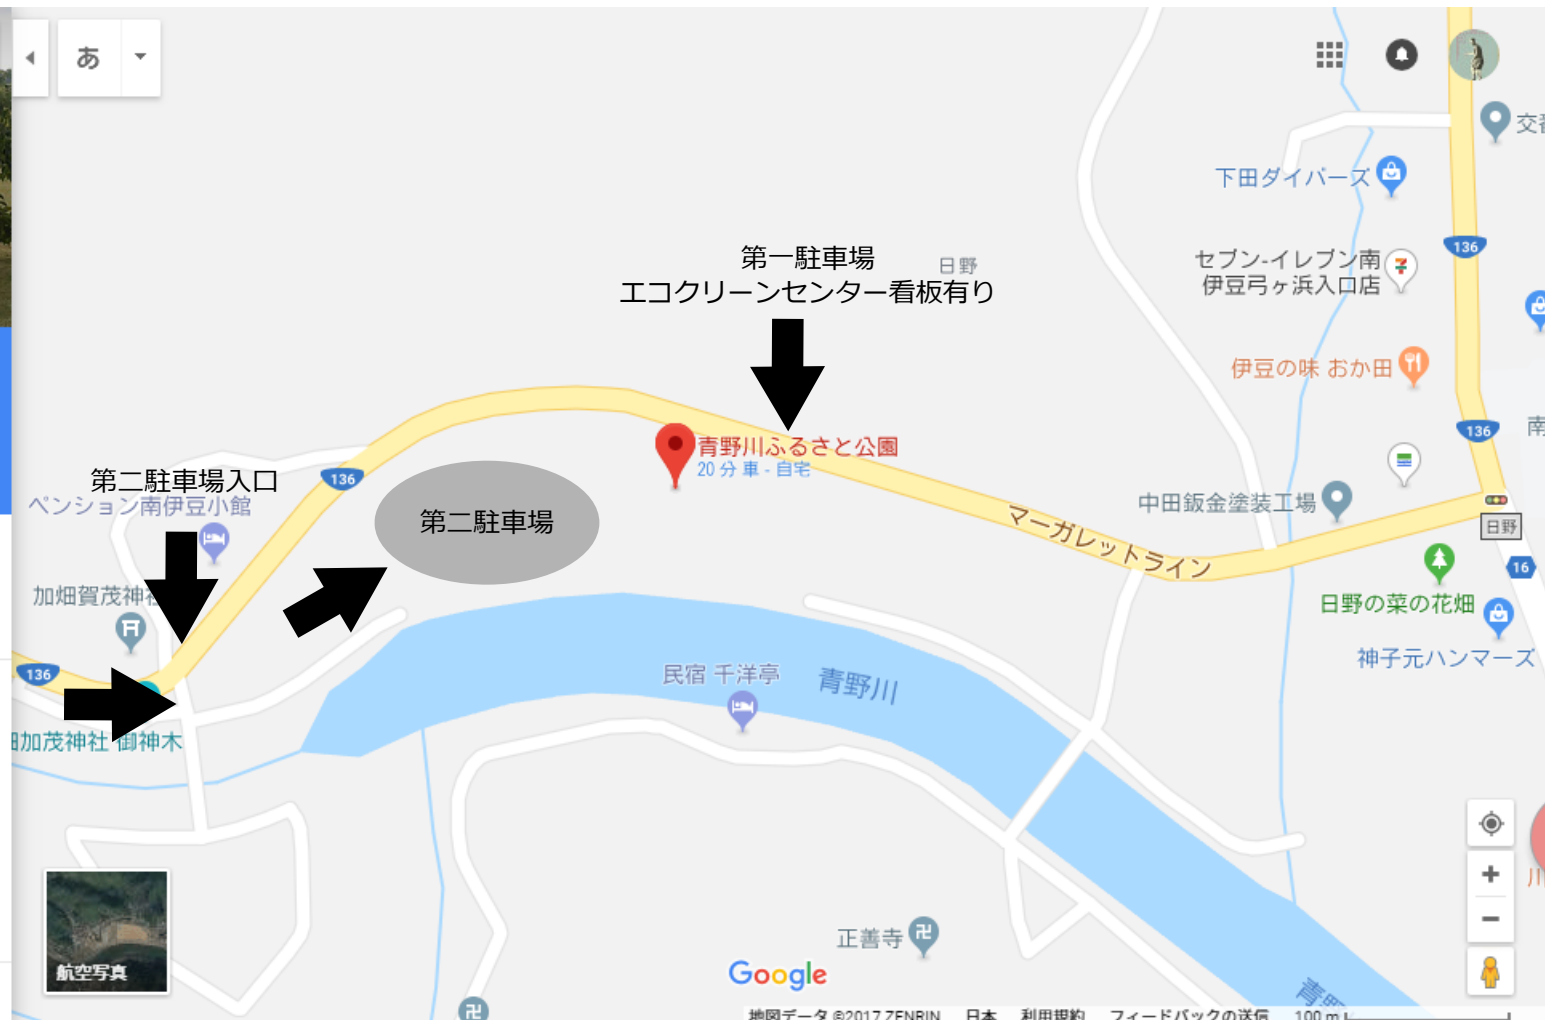 あ
交番
下田ダイバーズ
136
第一駐車場
日野
エコクリーンセンター看板有り
セブン-イレブン南
伊豆弓ヶ浜入口店
伊豆の味 おか田
136
南
青野川ふるさと公園
20 分 車 - 自宅
第二駐車場入口
136
ペンション南伊豆小館
第二駐車場
中田鈑金塗装工場
マーガレットライン
日野
16
加畑賀茂神社
日野の菜の花畑
136
民宿 千洋亭
青野川
神子元ハンマーズ
畑加茂神社 御神木
川
正善寺
航空写真
Google
青野
地図データ ©2017 ZENRIN 日本 利用規約 フィードバックの送信 100 m